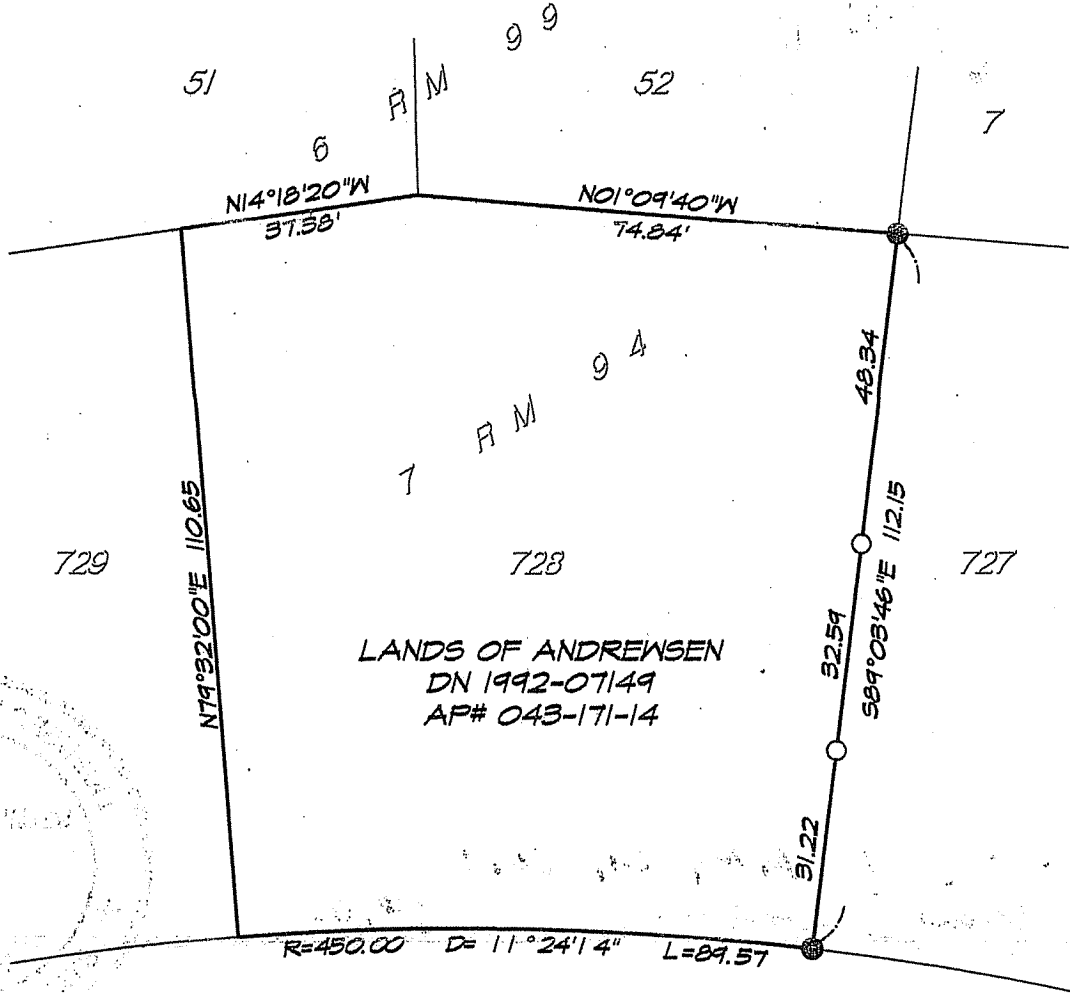 9 9
51
R M
52
7
6
N14°18'20"W
37.38'
N01°09'40"W
74.84'
48.34
9 4
R M
7
N79°32'00"E 110.65
S89°03'46"E 112.15
729
728
727
32.59
LANDS OF ANDREWSEN
DN 1992-07149
AP# 043-171-14
31.22
R=450.00 D= 11°24'14" L=89.57